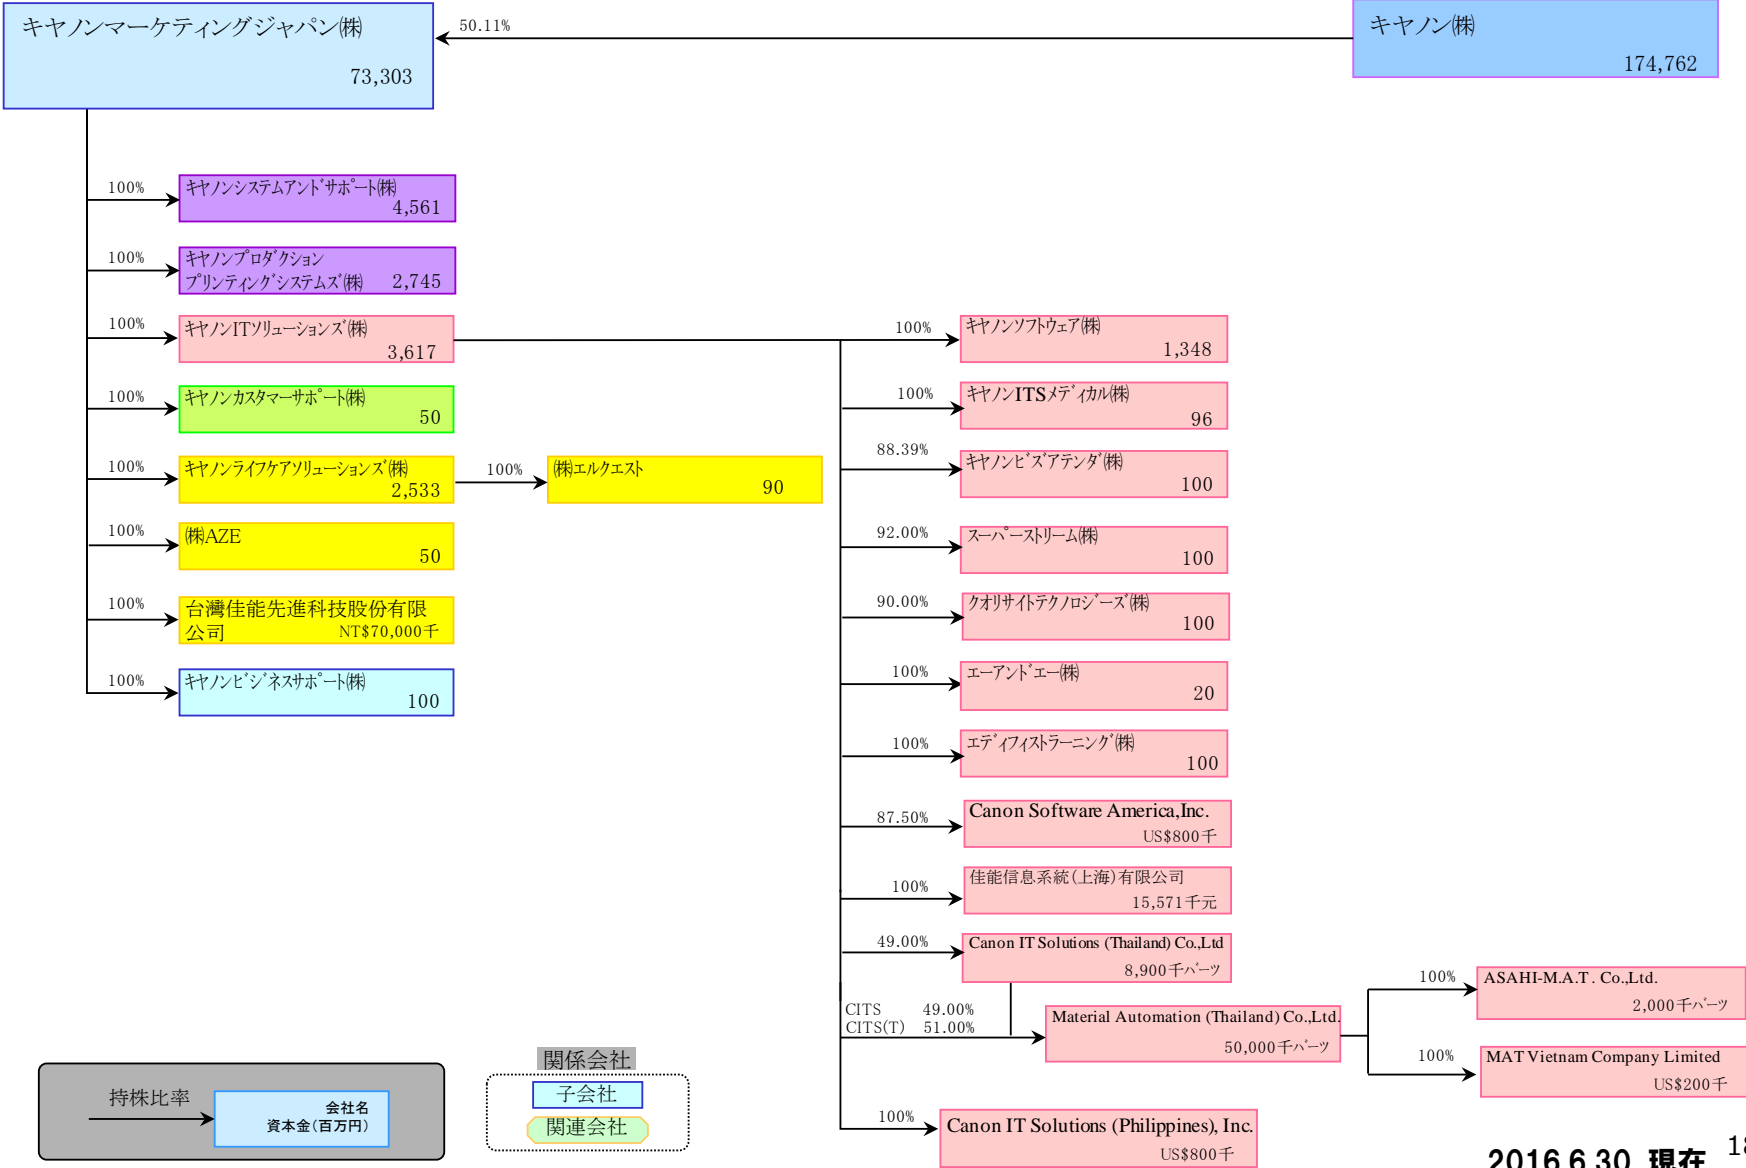 キヤノンマーケティングジャパン㈱
73,303
50.11%
キヤノン㈱
174,762
100%
キヤノンシステムアンドサポート㈱
4,561
100%
キヤノンプロダクション
プリンティングシステムズ㈱ 2,745
100%
キヤノンITソリューションズ㈱
3,617
100%
キヤノンカスタマーサポート㈱
50
100%
キヤノンライフケアソリューションズ㈱
2,533
100%
㈱エルクエスト
90
100%
㈱AZE
50
100%
台灣佳能先進科技股份有限
公司 NT$70,000千
100%
キヤノンビジネスサポート㈱
100
100%
キヤノンソフトウェア㈱
1,348
100%
キヤノンITSメディカル㈱
96
88.39%
キヤノンビズアテンダ㈱
100
92.00%
スーパーストリーム㈱
100
90.00%
クオリサイトテクノロジーズ㈱
100
100%
エーアンドエー㈱
20
100%
エディフィストラーニング㈱
100
87.50%
Canon Software America,Inc.
US$800千
100%
佳能信息系統(上海)有限公司
15,571千元
49.00%
Canon IT Solutions (Thailand) Co.,Ltd
8,900千バーツ
CITS 49.00%
CITS(T) 51.00%
Material Automation (Thailand) Co.,Ltd.
50,000千バーツ
100%
ASAHI-M.A.T. Co.,Ltd.
2,000千バーツ
100%
MAT Vietnam Company Limited
US$200千
100%
Canon IT Solutions (Philippines), Inc.
US$800千
持株比率
会社名
資本金(百万円)
関係会社
子会社
関連会社
2016.6.30 現在